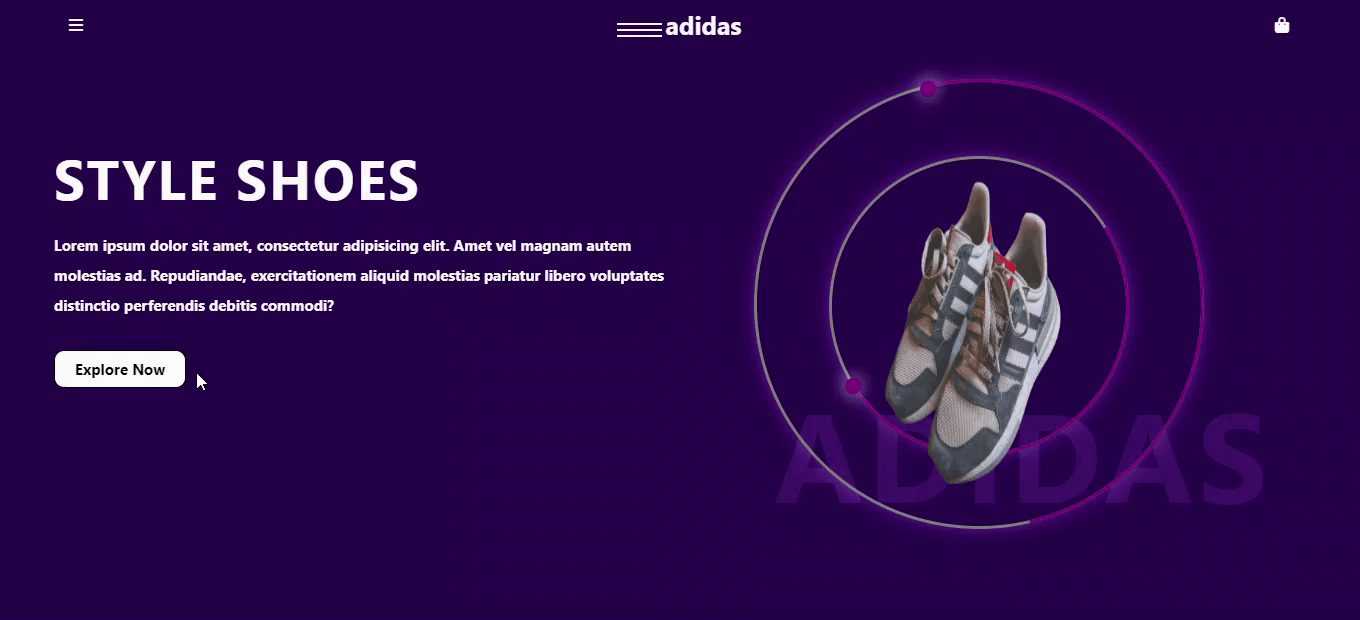 adidas
STYLE SHOES
Lorem ipsum dolor sit amet, consectetur adipisicing elit. Amet vel magnam autem
molestias ad. Repudiandae, exercitationem aliquid molestias pariatur libero voluptates
distinctio perferendis debitis commodi?
Explore Now
ADIDAS